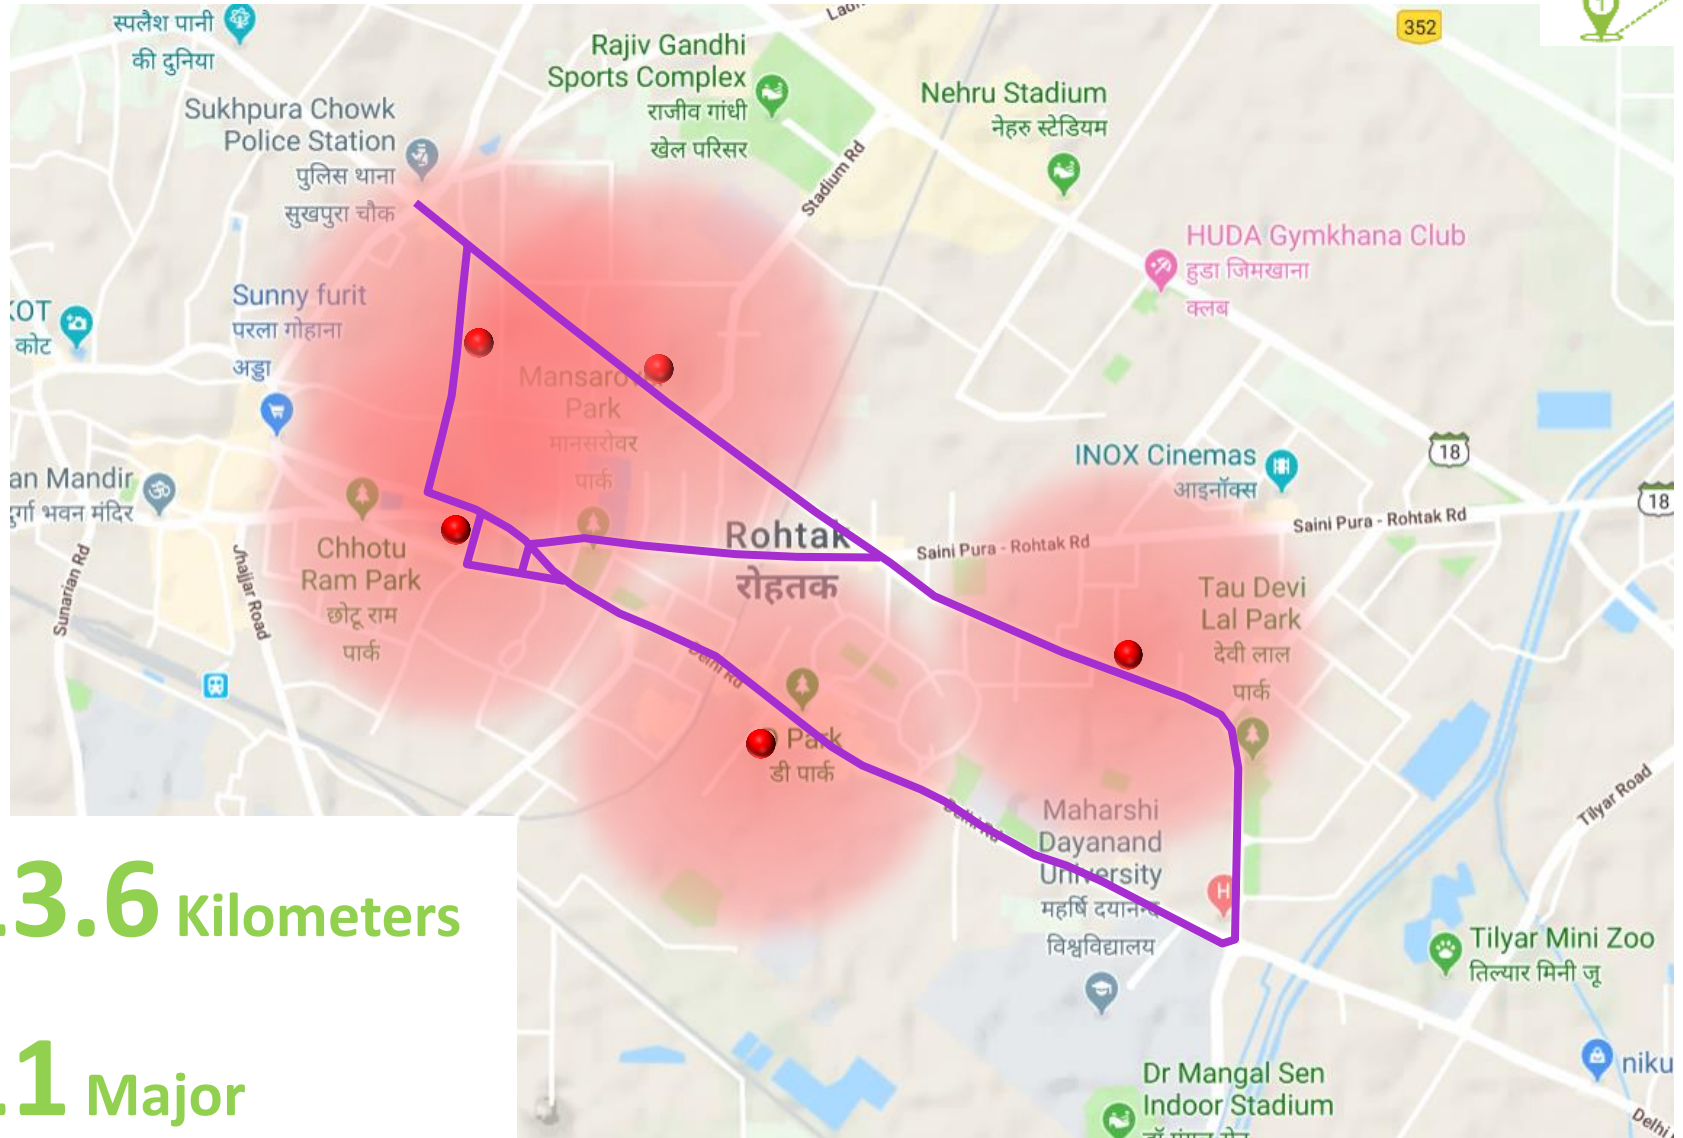 स्पलैश पानी
की दुनिया
Rajiv Gandhi
Sports Complex
राजीव गांधी
खेल परिसर
352
1
Sukhpura Chowk
Police Station
पुलिस थाना
सुखपुरा चौक
Nehru Stadium
नेहरु स्टेडियम
Stadium Rd
HUDA Gymkhana Club
हुडा जिमखाना
क्लब
Sunny furit
परला गोहाना
अड्डा
KOT
कोट
Mansarov
Park
मानसरोवर
पार्क
INOX Cinemas
आइनॉक्स
18
18
an Mandir
दुर्गा भवन मंदिर
Sunarian Rd
Jhajjar Road
Chhotu
Ram Park
छोटू राम
पार्क
Rohtak
रोहतक
Saini Pura - Rohtak Rd
Saini Pura - Rohtak Rd
Tau Devi
Lal Park
देवी लाल
पार्क
Delhi Rd
D Park
डी पार्क
Delhi Rd
Maharshi
Dayanand
University
महर्षि दयानन्द
विश्वविद्यालय
H
Tilyar Road
Tilyar Mini Zoo
तिल्यार मिनी जू
Dr Mangal Sen
Indoor Stadium
niku
Delhi
3.6 Kilometers
1 Major